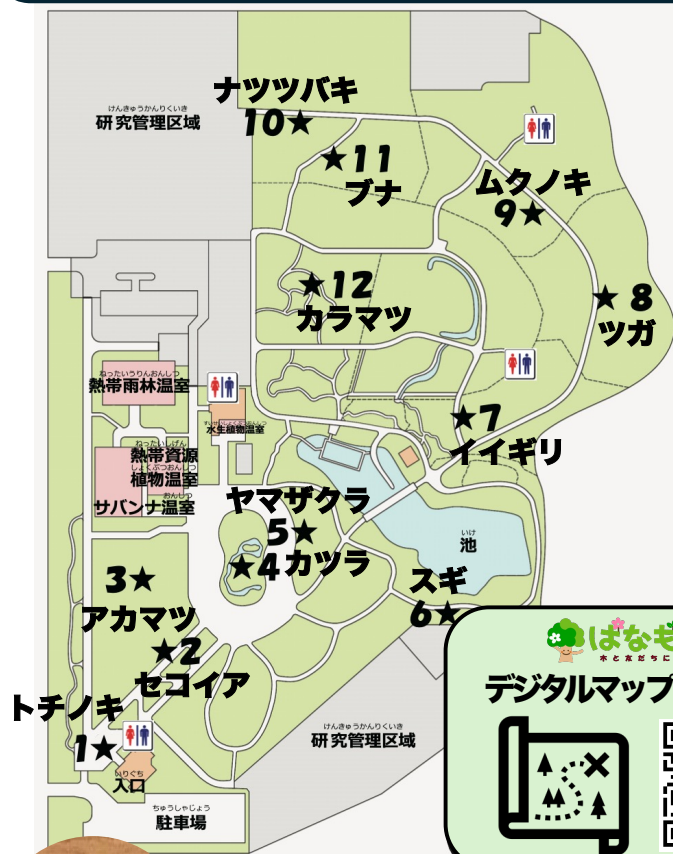 けんきゅうかんりくいき
研究管理区域
ナツツバキ
10★
★11
ブナ
ムクノキ
9★
★12
カラマツ
★8
ツガ
ねったいうりんおんしつ
熱帯雨林温室
水生植物温室
ねったいしげん
熱帯資源
しょくぶつおんしつ
植物温室
おんしつ
サバンナ温室
★7
イイギリ
ヤマザクラ
5★
★4カツラ
いけ
池
3★
アカマツ
スギ
6★
★2
セコイア
トチノキ
1★
いりぐち
入口
けんきゅうかんりくいき
研究管理区域
ちゅうしゃじょう
駐車場
はなも
木と友だちに
デジタルマップ